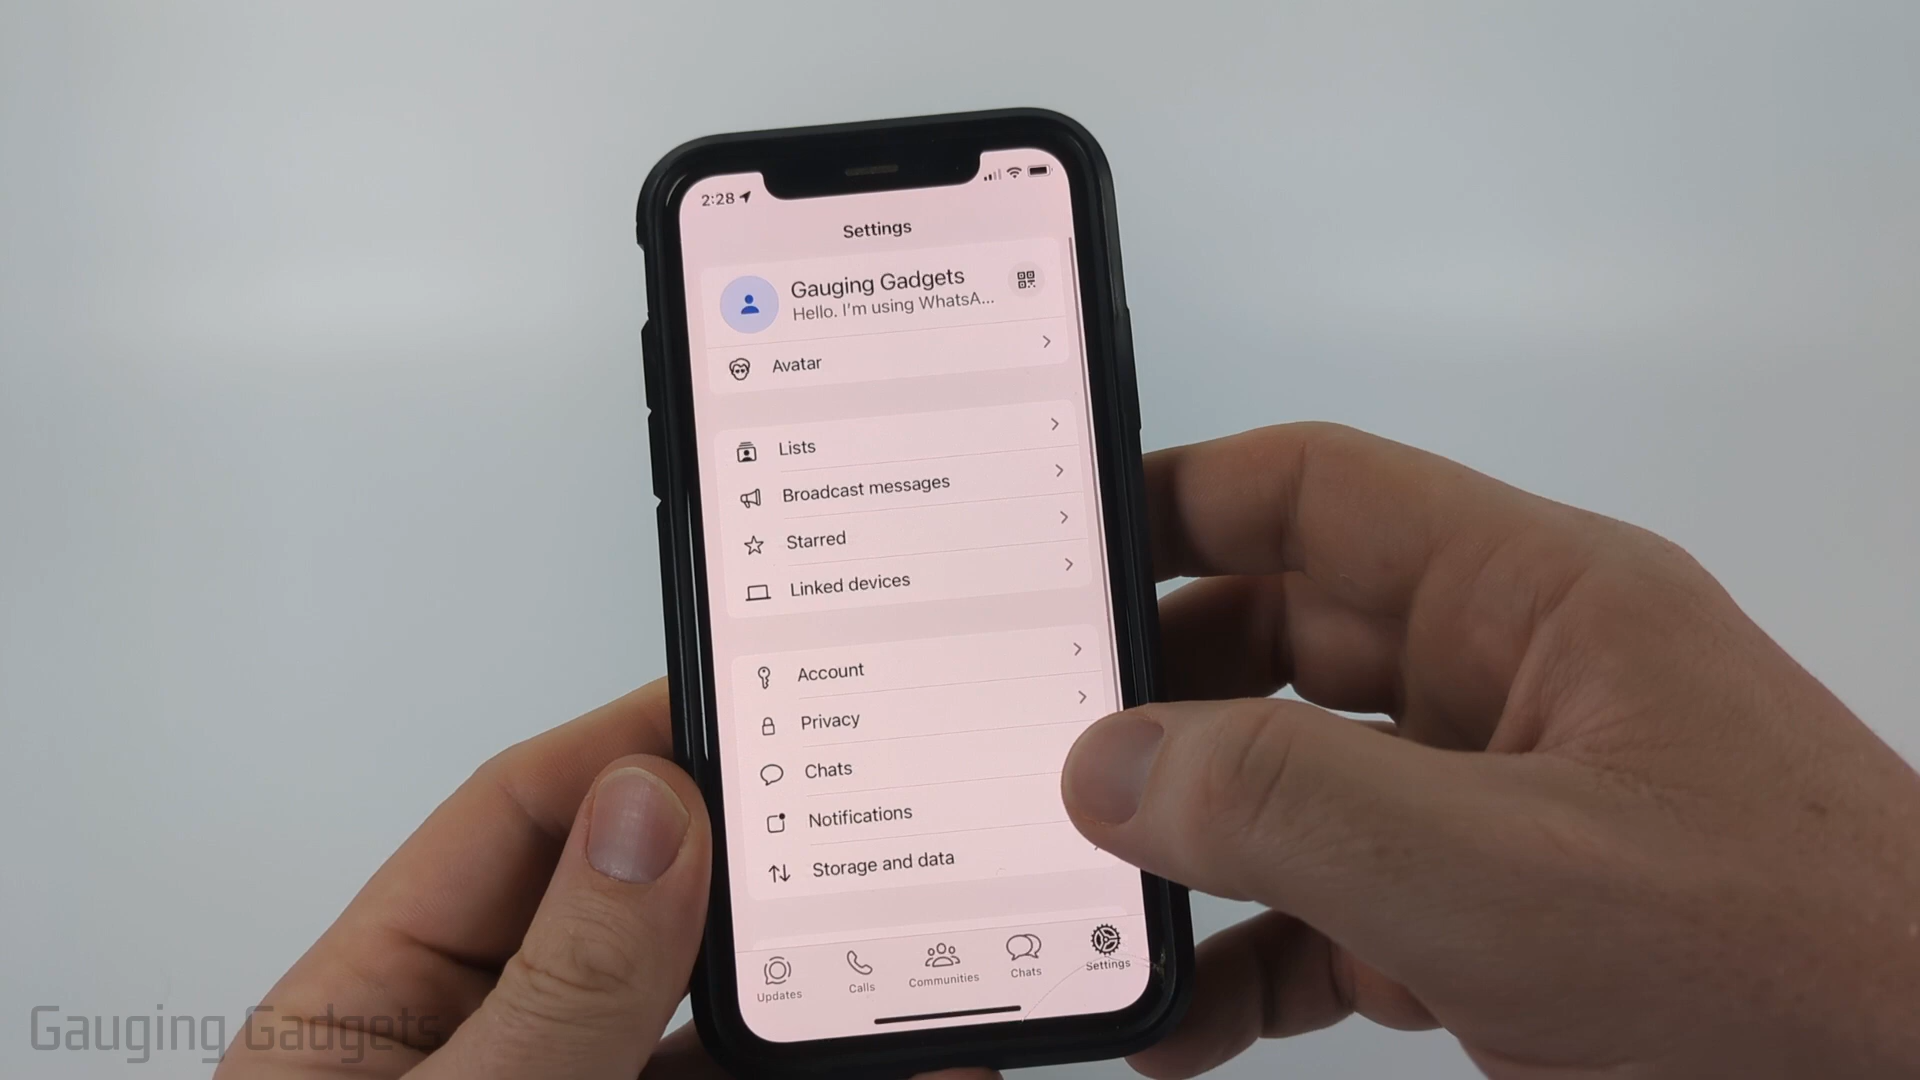 2:28
Settings
Gauging Gadgets
Hello. I'm using WhatsA...
Avatar
Lists
Broadcast messages
Starred
Linked devices
Account
Privacy
Chats
Notifications
Storage and data
Updates
Calls
Communities
Chats
Settings
Gauging Gadgets